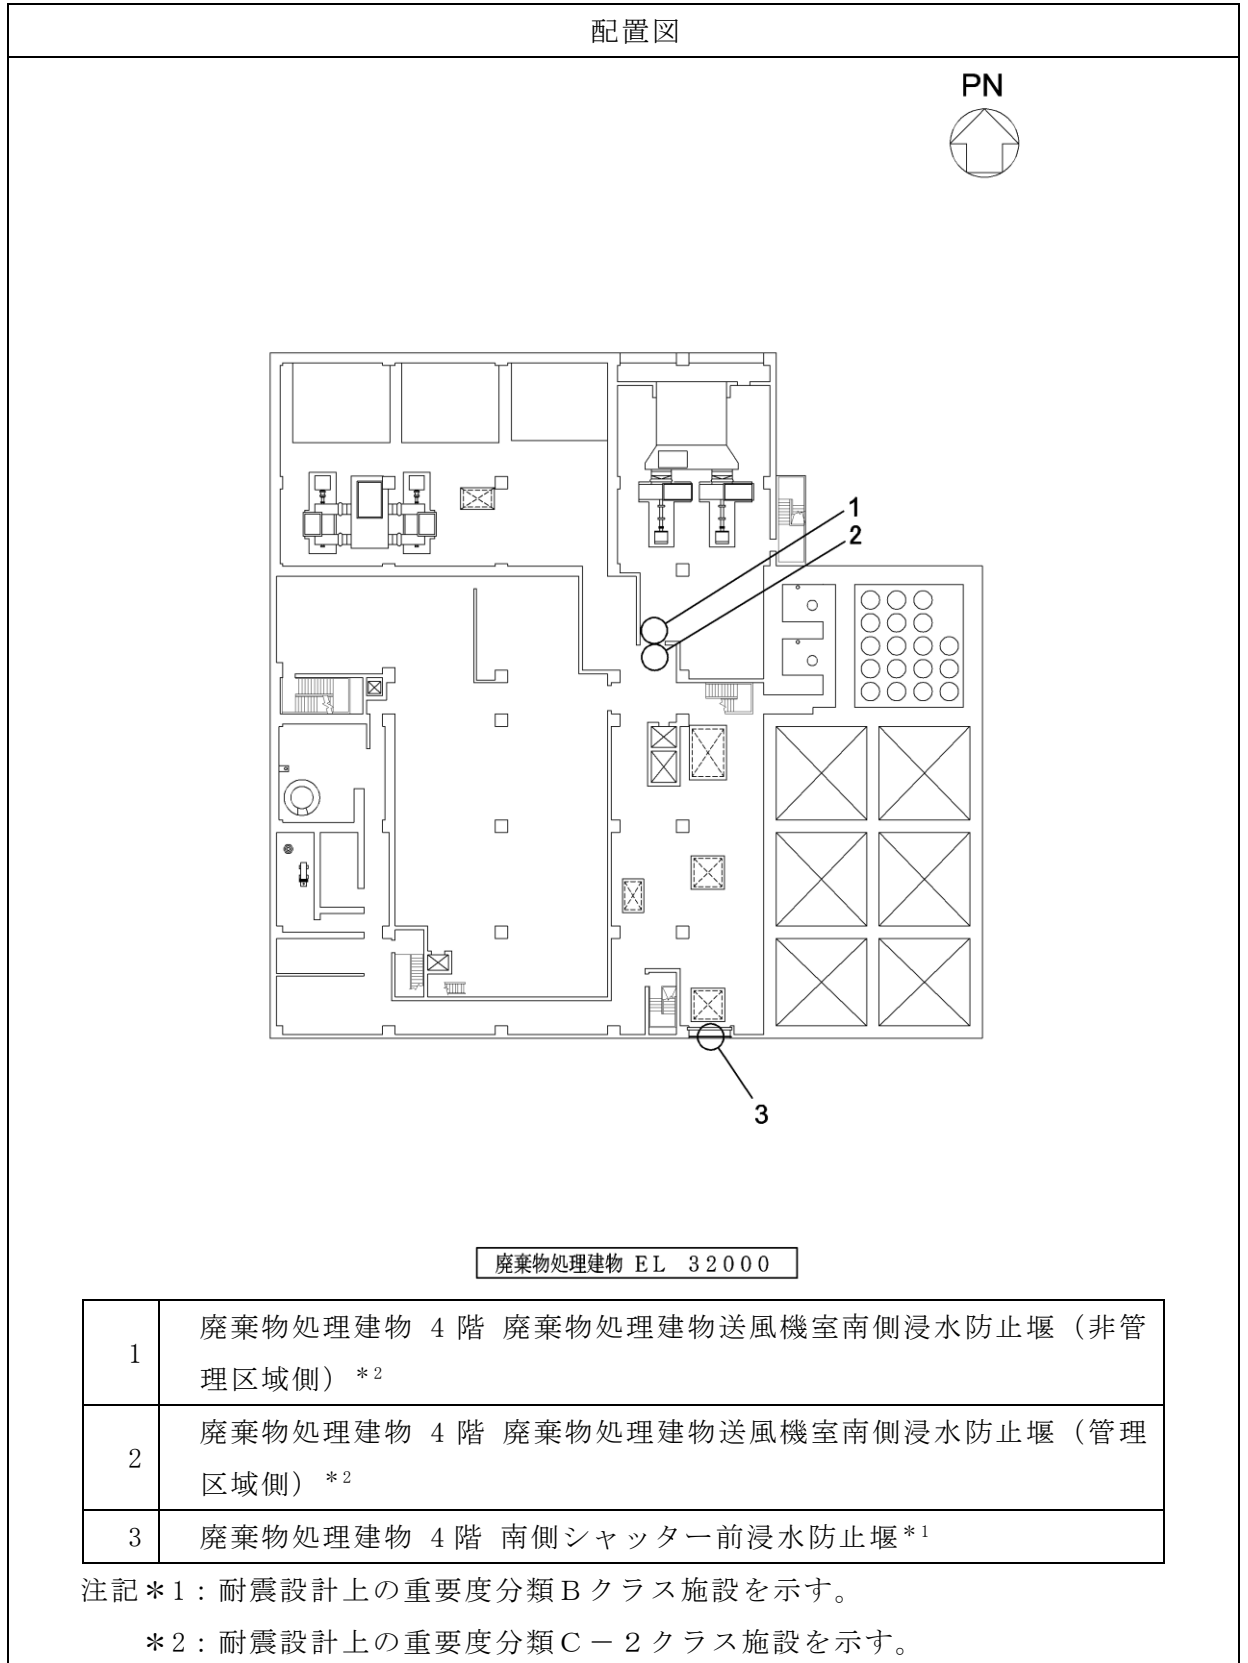 配置図
PN
1
2
3
廃棄物処理建物 EL 32000
1 廃棄物処理建物 4階 廃棄物処理建物送風機室南側浸水防止堰（非管
理区域側）＊2
2 廃棄物処理建物 4階 廃棄物処理建物送風機室南側浸水防止堰（管理
区域側）＊2
3 廃棄物処理建物 4階 南側シャッター前浸水防止堰＊1
注記＊1：耐震設計上の重要度分類Bクラス施設を示す。
＊2：耐震設計上の重要度分類C－2クラス施設を示す。